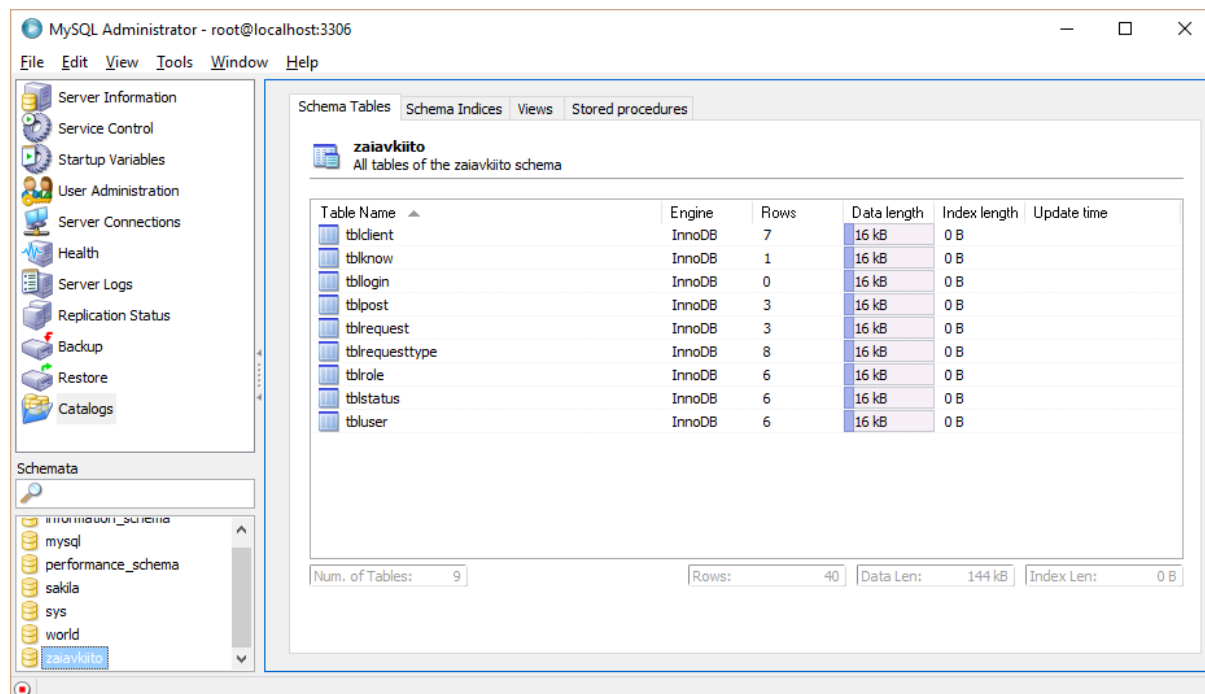 MySQL Administrator - root@localhost:3306
File Edit View Tools Window Help
Server Information
Service Control
Startup Variables
User Administration
Server Connections
Health
Server Logs
Replication Status
Backup
Restore
Catalogs
Schemata
information_schema
mysql
performance_schema
sakila
sys
world
zaiavkiito
Schema Tables Schema Indices Views Stored procedures
zaiavkiito
All tables of the zaiavkiito schema
Table Name Engine Rows Data length Index length Update time
tblclient InnoDB 7 16 kB 0 B
tblknow InnoDB 1 16 kB 0 B
tbllogin InnoDB 0 16 kB 0 B
tblpost InnoDB 3 16 kB 0 B
tblrequest InnoDB 3 16 kB 0 B
tblrequesttype InnoDB 8 16 kB 0 B
tblrole InnoDB 6 16 kB 0 B
tblstatus InnoDB 6 16 kB 0 B
tbluser InnoDB 6 16 kB 0 B
Num. of Tables: 9 Rows: 40 Data Len: 144 kB Index Len: 0 B